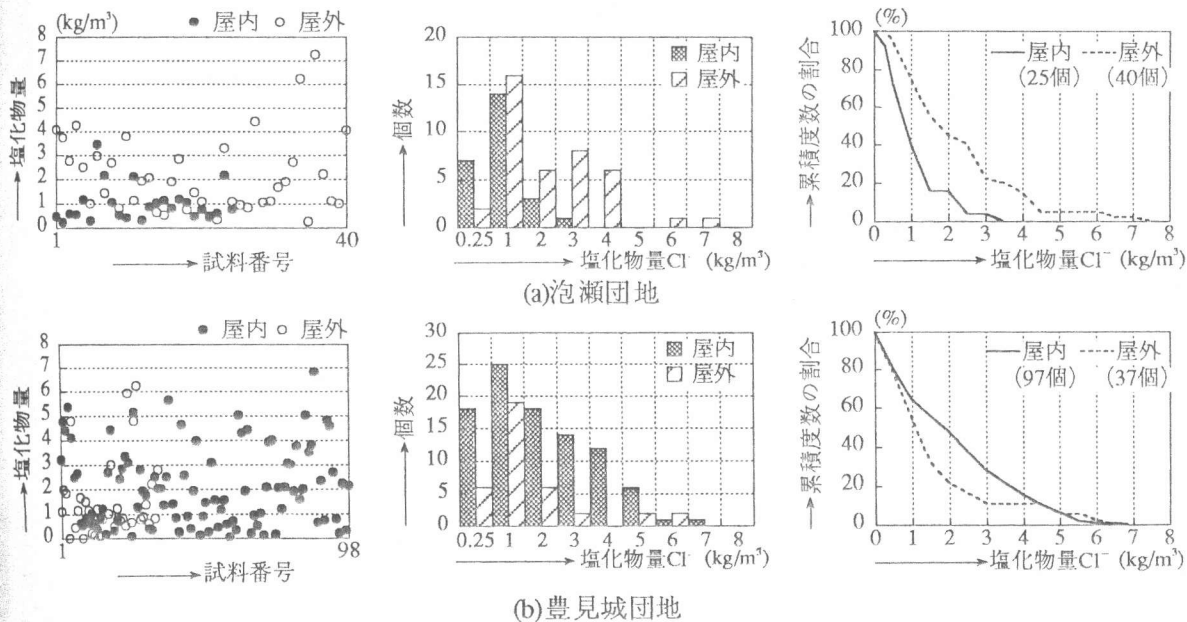 (kg/m³) ● 屋内 ○ 屋外
→塩化物量
8
7
6
5
4
3
2
1
0
1 40
→試料番号
20
15
10
5
0
→個数
屋内
屋外
0.25 1 2 3 4 5 6 7 8
→塩化物量Cl⁻ (kg/m³)
(%)
100
80
60
40
20
0
→累積度数の割合
屋内 屋外
(25個) (40個)
0 1 2 3 4 5 6 7 8
→塩化物量Cl⁻ (kg/m³)
(a)泡瀬団地
● 屋内 ○ 屋外
→塩化物量
8
7
6
5
4
3
2
1
0
1 98
→試料番号
30
25
20
15
10
5
0
→個数
屋内
屋外
0.25 1 2 3 4 5 6 7 8
→塩化物量Cl⁻ (kg/m³)
(%)
100
80
60
40
20
0
→累積度数の割合
屋内 屋外
(97個) (37個)
0 1 2 3 4 5 6 7 8
→塩化物量Cl⁻ (kg/m³)
(b)豊見城団地